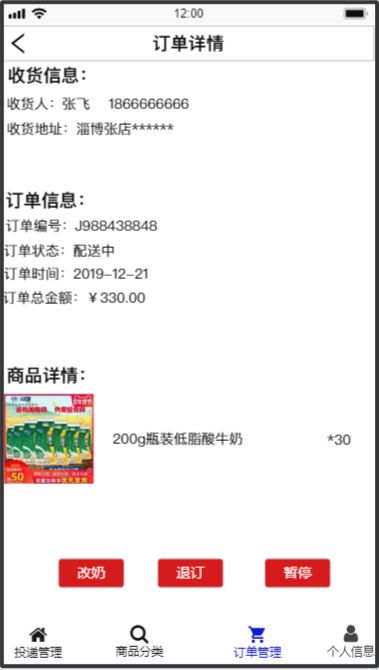 12:00
订单详情
收货信息：
收货人：张飞 1866666666
收货地址：淄博张店******
订单信息：
订单编号：J988438848
订单状态：配送中
订单时间：2019-12-21
订单总金额：￥330.00
商品详情：
50
200g瓶装低脂酸牛奶 *30
改奶 退订 暂停
投递管理 商品分类 订单管理 个人信息